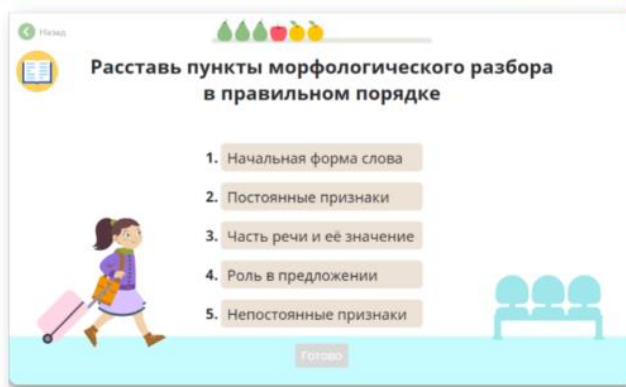 Назад
Расставь пункты морфологического разбора
в правильном порядке
1. Начальная форма слова
2. Постоянные признаки
3. Часть речи и её значение
4. Роль в предложении
5. Непостоянные признаки
Готово